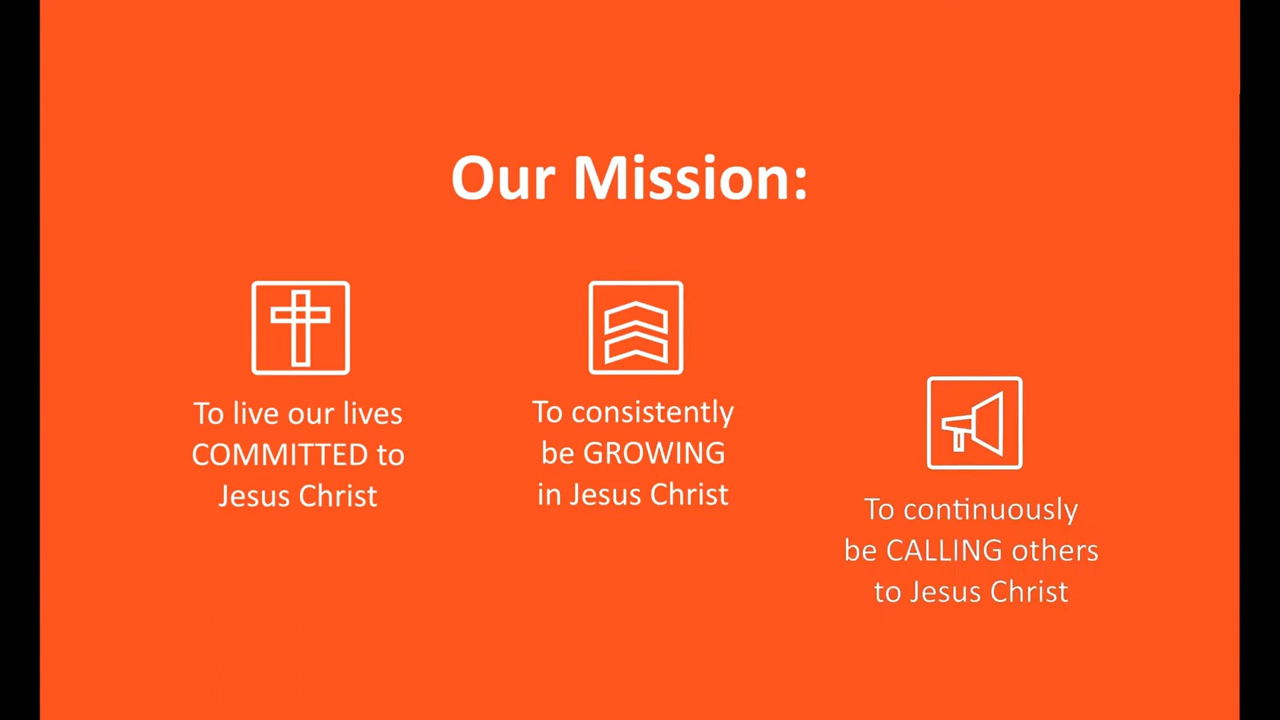 Our Mission:
To live our lives
COMMITTED to
Jesus Christ
To consistently
be GROWING
in Jesus Christ
To continuously
be CALLING others
to Jesus Christ